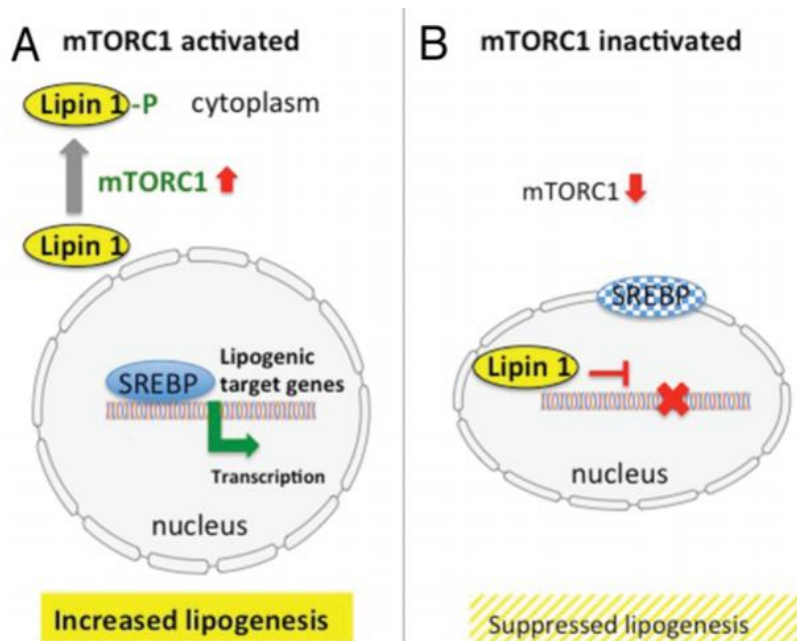 A
mTORC1 activated
Lipin 1
-P
cytoplasm
mTORC1
Lipin 1
SREBP
Lipogenic
target genes
Transcription
nucleus
Increased lipogenesis
B
mTORC1 inactivated
mTORC1
SREBP
Lipin 1
nucleus
Suppressed lipogenesis